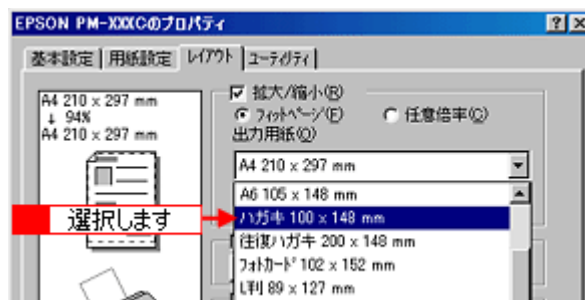 EPSON PM-XXXCのプロパティ
基本設定 用紙設定 レイアウト ユーティリティ
A4 210 x 297 mm
↓ 94%
A4 210 x 297 mm
拡大/縮小(R)
フィットページ(F) 任意倍率(C)
出力用紙(O)
A4 210 x 297 mm
A6 105 x 148 mm
選択します
ハガキ 100 x 148 mm
往復ハガキ 200 x 148 mm
フォトカード 102 x 152 mm
L判 89 x 127 mm